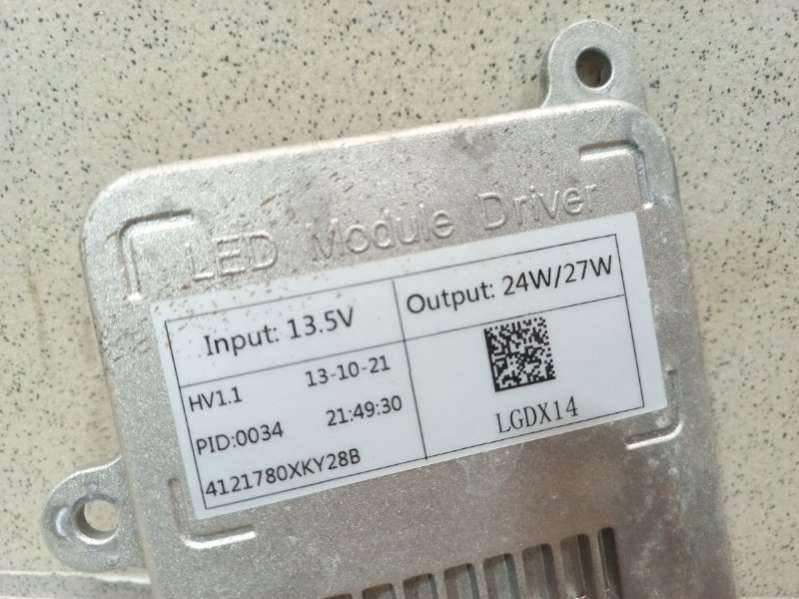 LED Module Driver
Input: 13.5V
Output: 24W/27W
HV1.1 13-10-21
PID:0034 21:49:30
4121780XKY28B
LGDX14